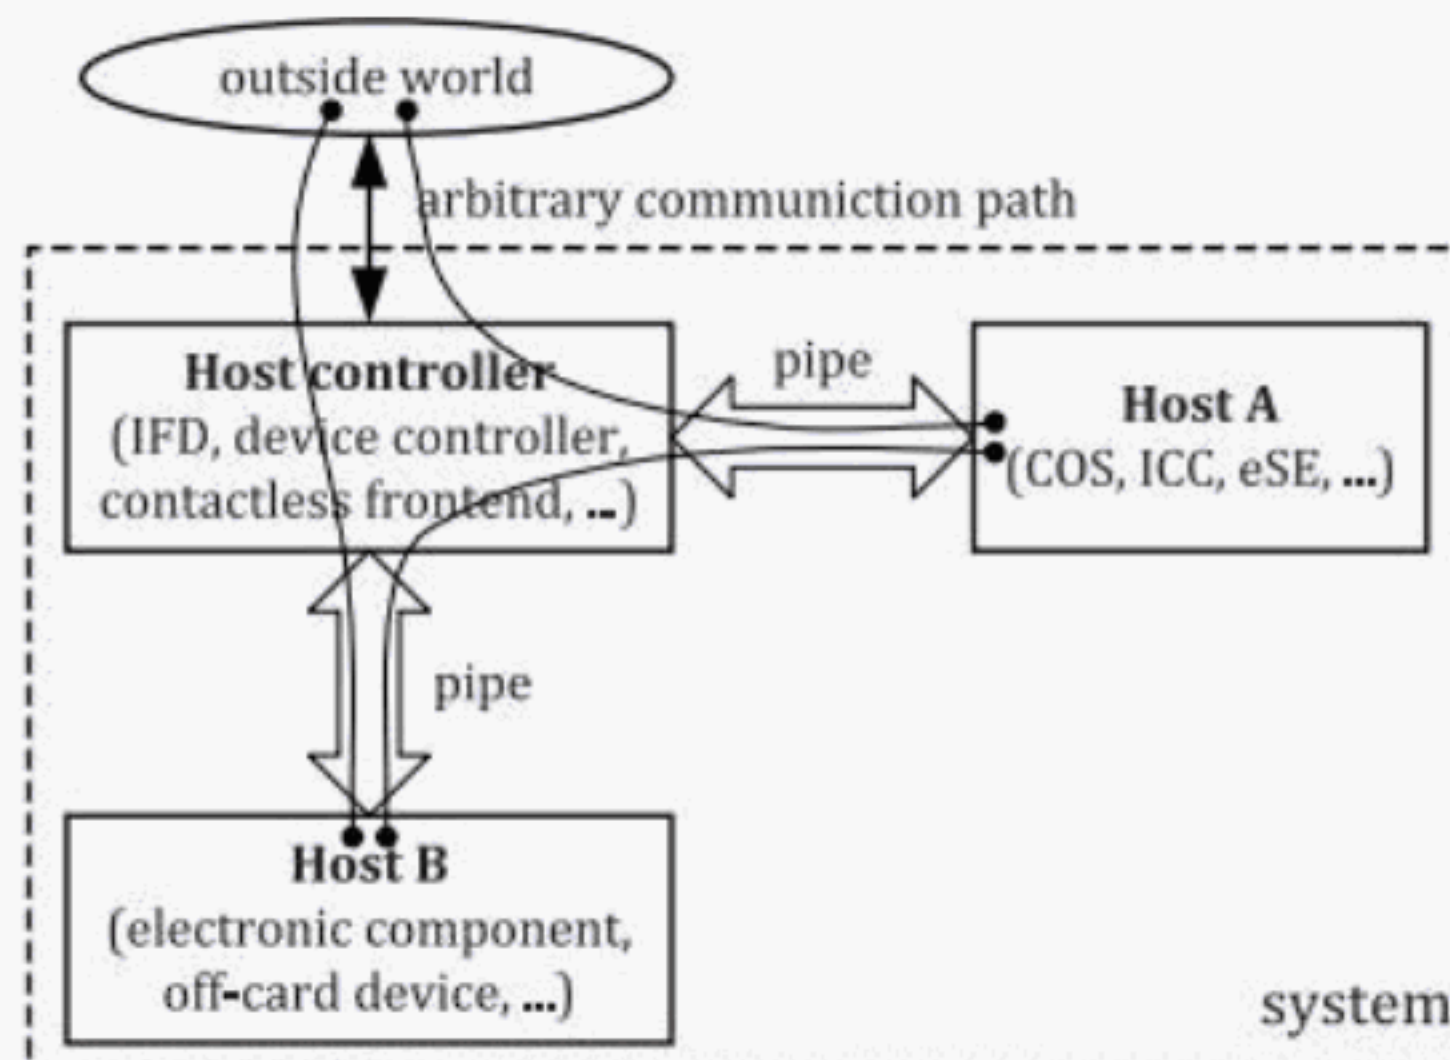 outside world
arbitrary communiction path
Host controller
(IFD, device controller,
contactless frontend, ...)
pipe
Host A
(COS, ICC, eSE, ...)
pipe
Host B
(electronic component,
off-card device, ...)
system